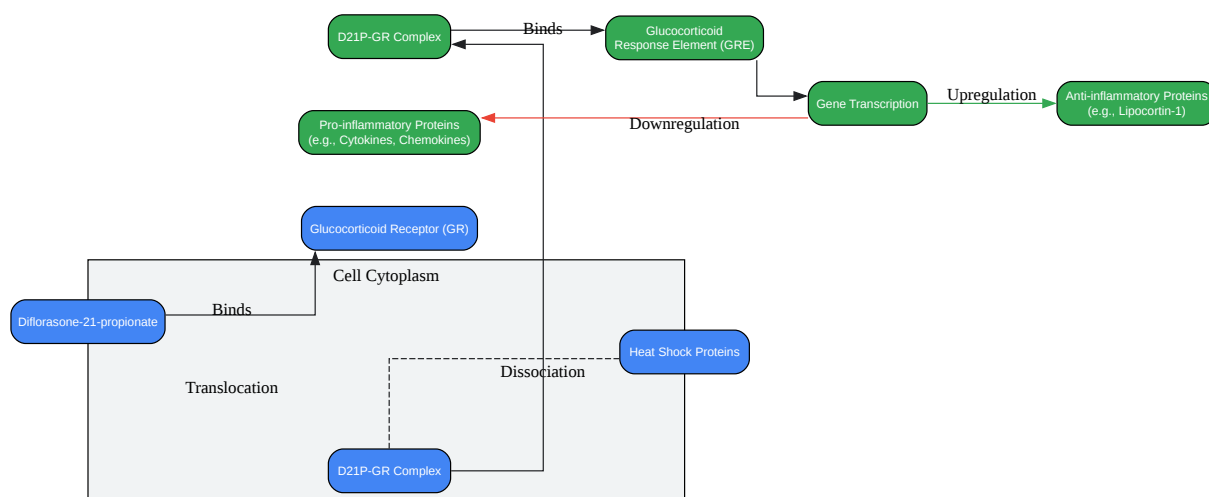 D21P-GR Complex
Binds
Glucocorticoid
Response Element (GRE)
Gene Transcription
Upregulation
Anti-inflammatory Proteins
(e.g., Lipocortin-1)
Pro-inflammatory Proteins
(e.g., Cytokines, Chemokines)
Downregulation
Glucocorticoid Receptor (GR)
Cell Cytoplasm
Diflorasone-21-propionate
Binds
Heat Shock Proteins
Dissociation
Translocation
D21P-GR Complex